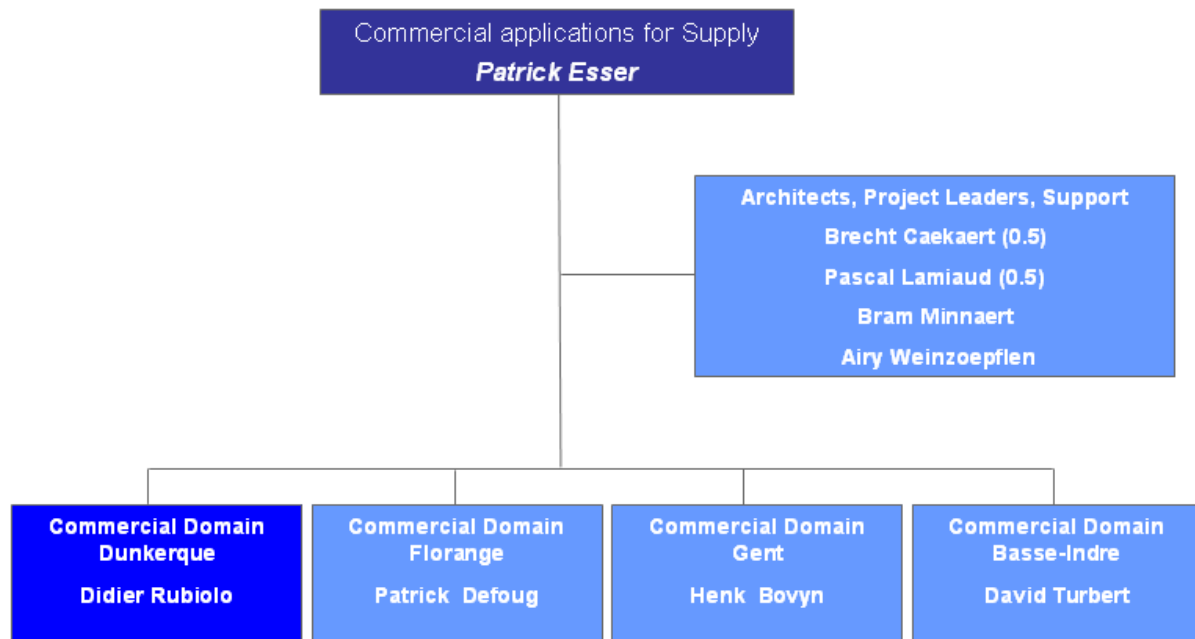 Commercial applications for Supply
Patrick Esser
Architects, Project Leaders, Support
Brecht Caekaert (0.5)
Pascal Lamiaud (0.5)
Bram Minnaert
Airy Weinzoepflen
Commercial Domain
Dunkerque
Didier Rubiolo
Commercial Domain
Florange
Patrick Defoug
Commercial Domain
Gent
Henk Bovyn
Commercial Domain
Basse-Indre
David Turbert